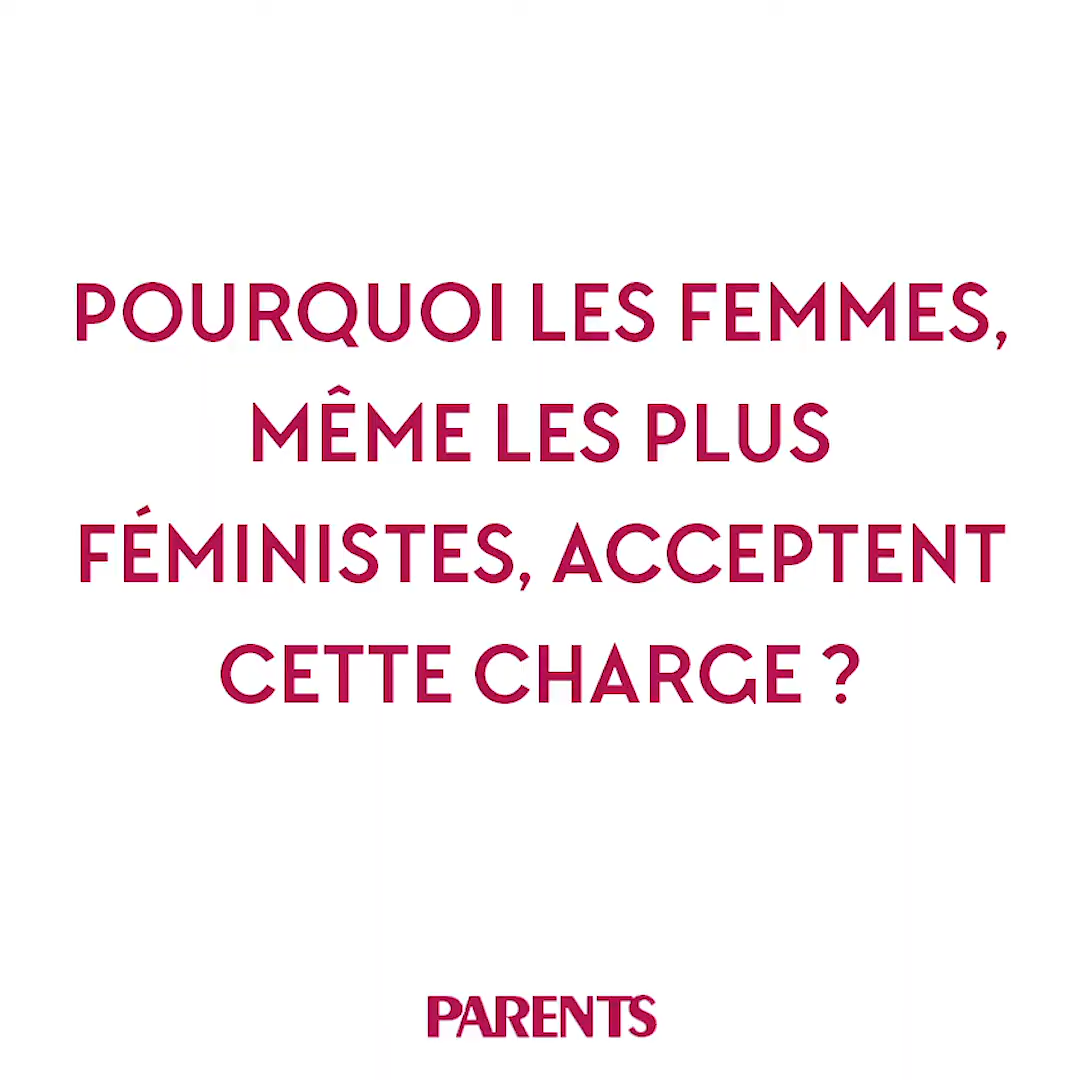 POURQUOI LES FEMMES,
MÊME LES PLUS
FÉMINISTES, ACCEPTENT
CETTE CHARGE ?
PARENTS